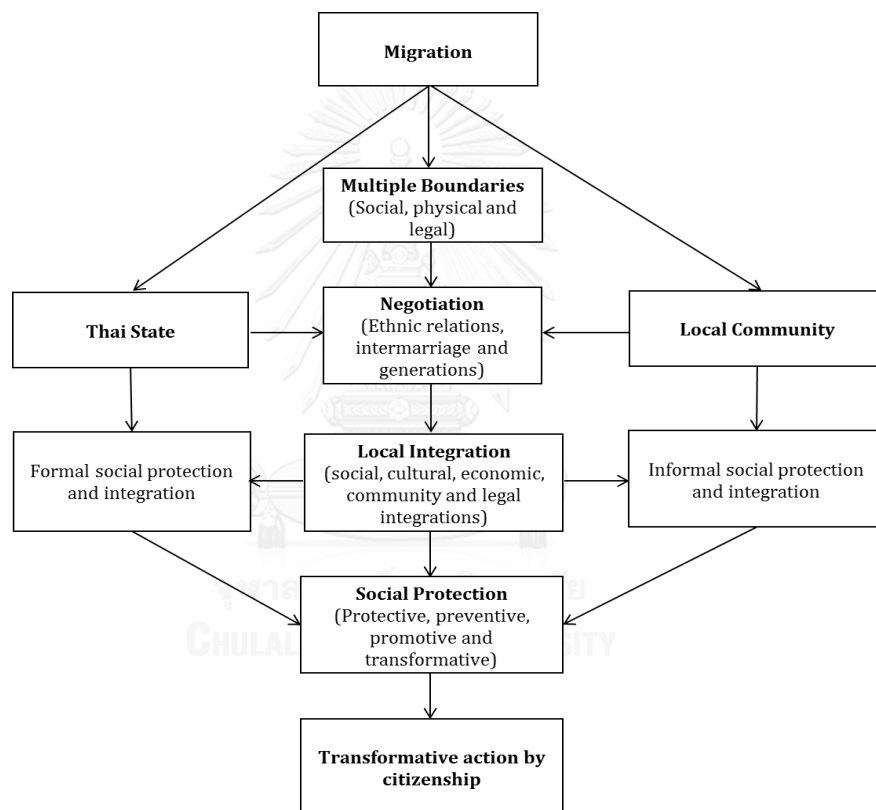 Migration
Multiple Boundaries
(Social, physical and
legal)
Thai State
Negotiation
(Ethnic relations,
intermarriage and
generations)
Local Community
Formal social protection
and integration
Local Integration
(social, cultural, economic,
community and legal
integrations)
Informal social protection
and integration
Social Protection
(Protective, preventive,
promotive and
transformative)
Transformative action by
citizenship